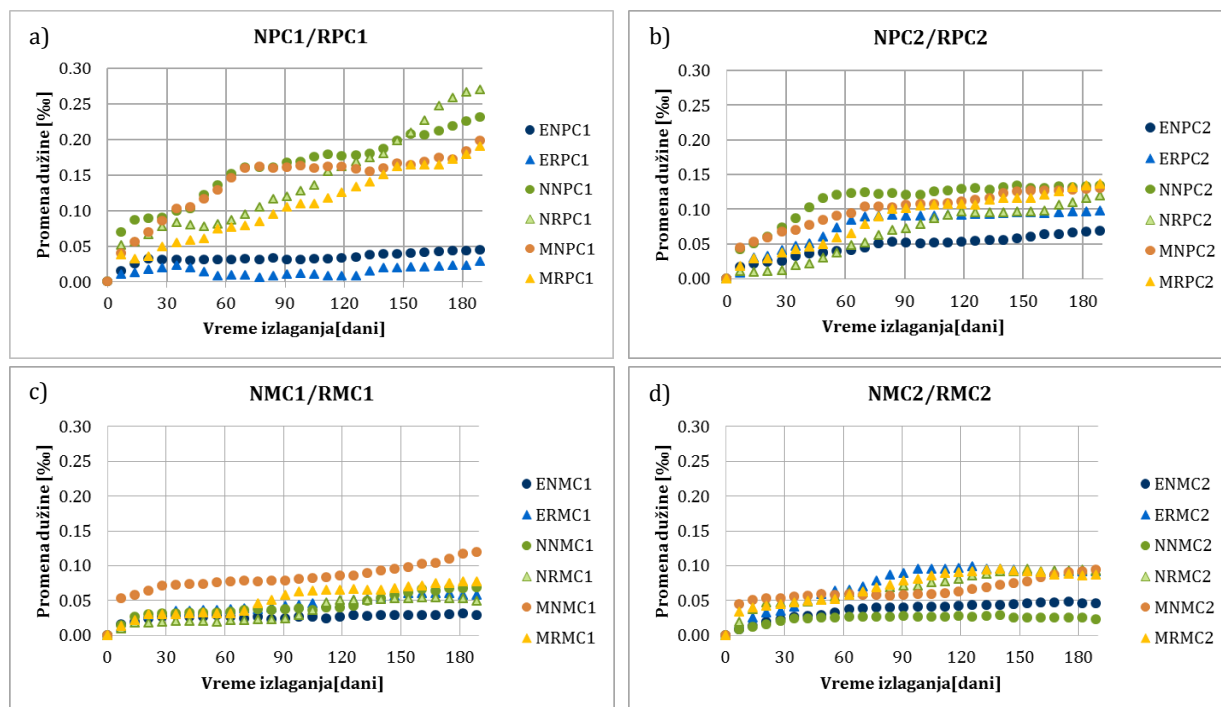 a)
NPC1/RPC1
Promena dužine [‰]
0.30
0.25
0.20
0.15
0.10
0.05
0.00
0 30 60 90 120 150 180
Vreme izlaganja[dani]
ENPC1
ERPC1
NNPC1
NRPC1
MNPC1
MRPC1
b)
NPC2/RPC2
Promena dužine [‰]
0.30
0.25
0.20
0.15
0.10
0.05
0.00
0 30 60 90 120 150 180
Vreme izlaganja[dani]
ENPC2
ERPC2
NNPC2
NRPC2
MNPC2
MRPC2
c)
NMC1/RMC1
Promena dužine [‰]
0.30
0.25
0.20
0.15
0.10
0.05
0.00
0 30 60 90 120 150 180
Vreme izlaganja[dani]
ENMC1
ERMC1
NNMC1
NRMC1
MNMC1
MRMC1
d)
NMC2/RMC2
Promena dužine [‰]
0.30
0.25
0.20
0.15
0.10
0.05
0.00
0 30 60 90 120 150 180
Vreme izlaganja[dani]
ENMC2
ERMC2
NNMC2
NRMC2
MNMC2
MRMC2